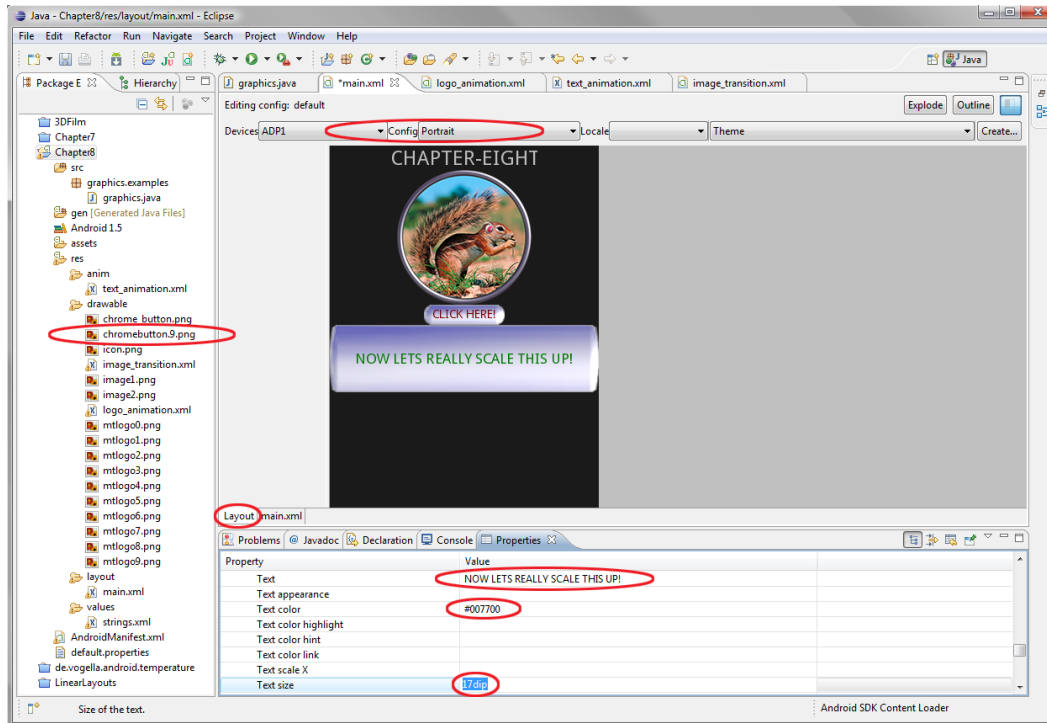 Java - Chapter8/res/layout/main.xml - Eclipse
File Edit Refactor Run Navigate Search Project Window Help
Java
Package E Hierarchy
graphics.java *main.xml logo_animation.xml text_animation.xml image_transition.xml
Editing config: default Explode Outline
Devices ADP1 Config Portrait Locale Theme Create...
3DFilm
Chapter7
Chapter8
src
graphics.examples
graphics.java
gen [Generated Java Files]
Android 1.5
assets
res
anim
text_animation.xml
drawable
chrome_button.png
chromebutton.9.png
icon.png
image_transition.xml
image1.png
image2.png
logo_animation.xml
mtlogo0.png
mtlogo1.png
mtlogo2.png
mtlogo3.png
mtlogo4.png
mtlogo5.png
mtlogo6.png
mtlogo7.png
mtlogo8.png
mtlogo9.png
layout
main.xml
values
strings.xml
AndroidManifest.xml
default.properties
de.vogella.android.temperature
LinearLayouts
CHAPTER-EIGHT
CLICK HERE!
NOW LETS REALLY SCALE THIS UP!
Layout main.xml
Problems @ Javadoc Declaration Console Properties
Property Value
Text NOW LETS REALLY SCALE THIS UP!
Text appearance
Text color #007700
Text color highlight
Text color hint
Text color link
Text scale X
Text size 17dip
Size of the text. Android SDK Content Loader